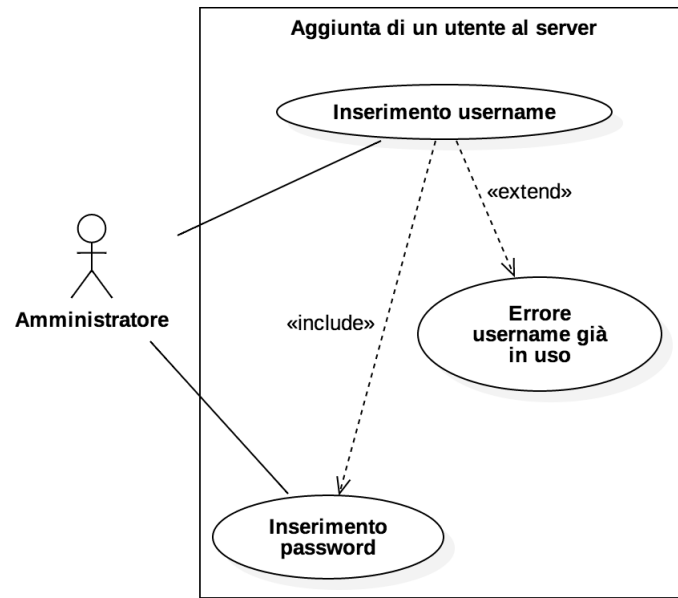 Aggiunta di un utente al server
Inserimento username
«extend»
Errore
username già
in uso
«include»
Amministratore
Inserimento
password